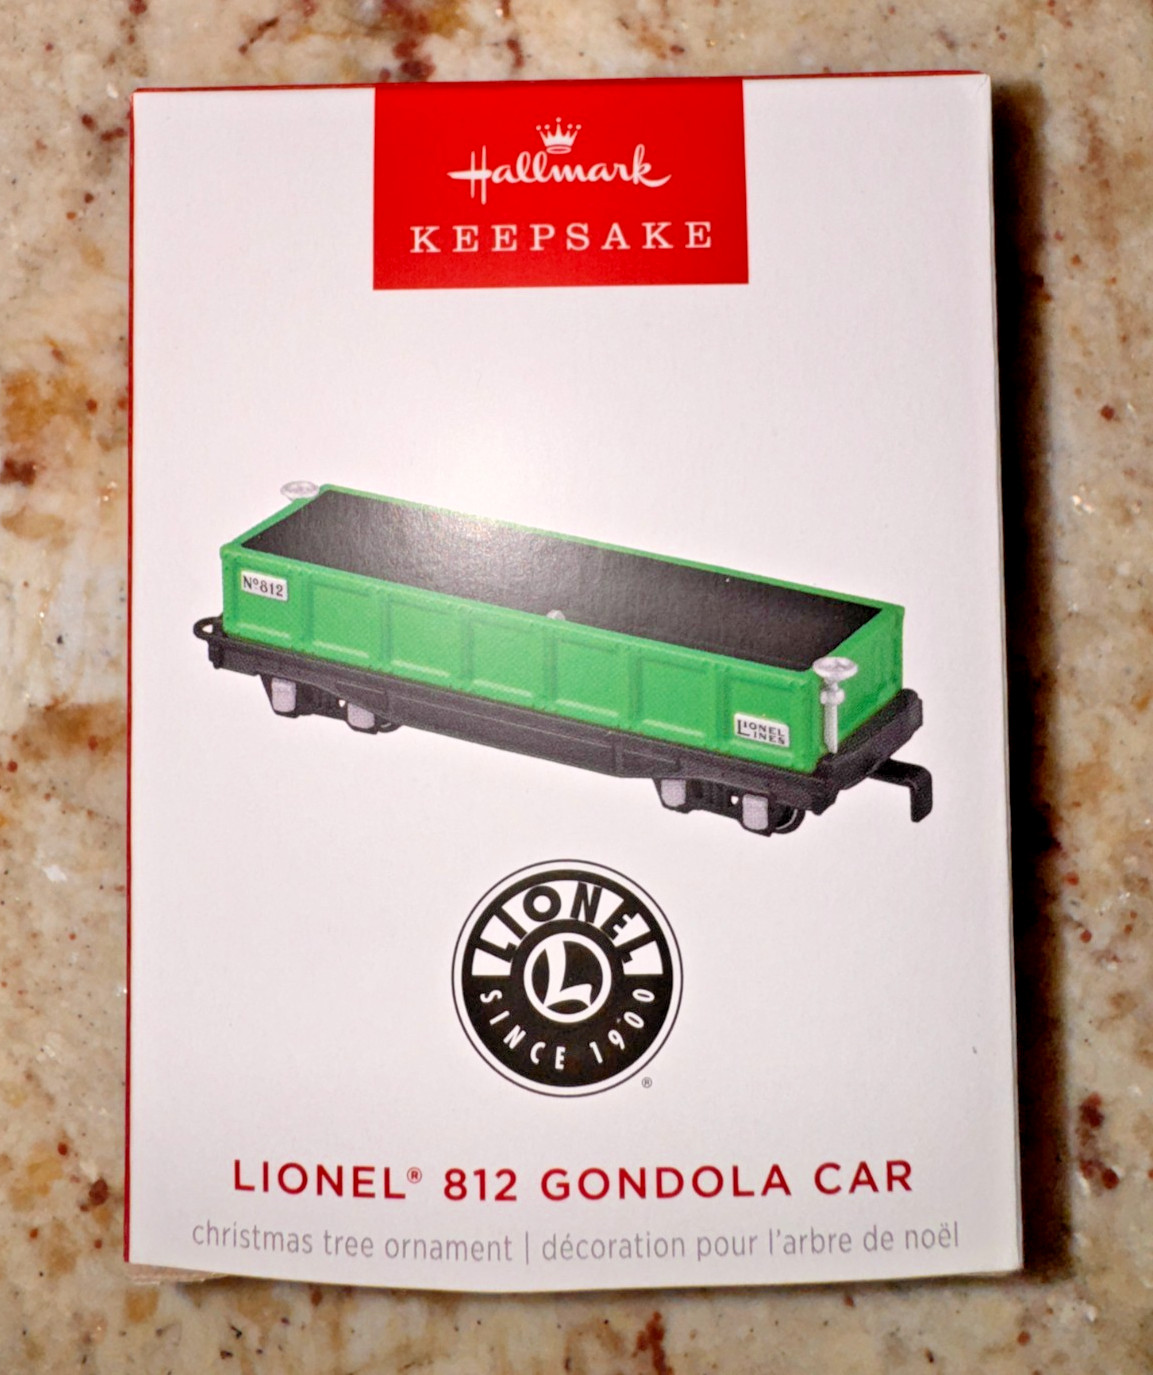 Hallmark
KEEPSAKE
Nº812
LIONEL
LINES
LIONEL
L
SINCE 1900
®
LIONEL® 812 GONDOLA CAR
christmas tree ornament | décoration pour l'arbre de noël